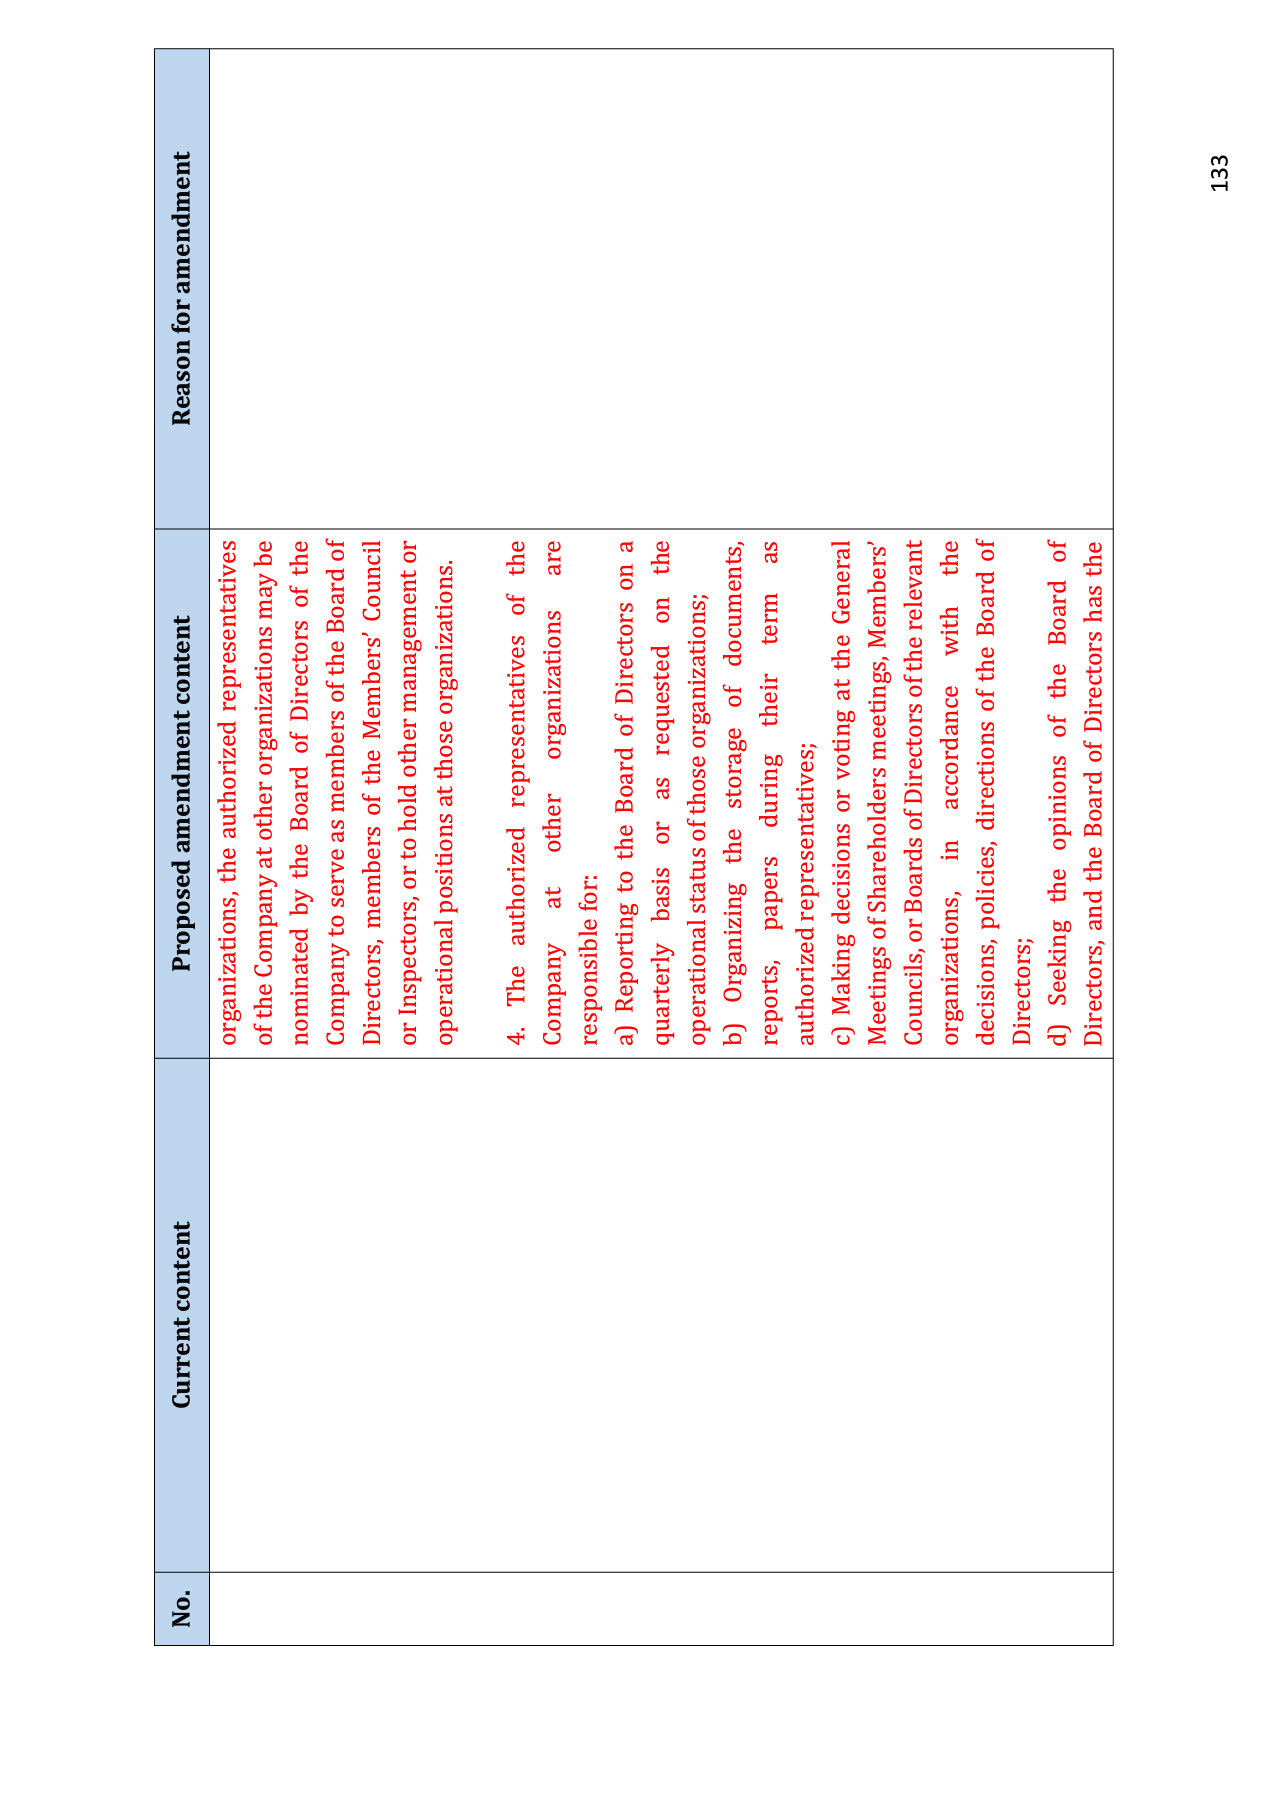 No. Current content Proposed amendment content Reason for amendment
organizations, the authorized representatives
of the Company at other organizations may be
nominated by the Board of Directors of the
Company to serve as members of the Board of
Directors, members of the Members’ Council
or Inspectors, or to hold other management or
operational positions at those organizations.
4. The authorized representatives of the
Company at other organizations are
responsible for:
a) Reporting to the Board of Directors on a
quarterly basis or as requested on the
operational status of those organizations;
b) Organizing the storage of documents,
reports, papers during their term as
authorized representatives;
c) Making decisions or voting at the General
Meetings of Shareholders meetings, Members’
Councils, or Boards of Directors of the relevant
organizations, in accordance with the
decisions, policies, directions of the Board of
Directors;
d) Seeking the opinions of the Board of
Directors, and the Board of Directors has the
133